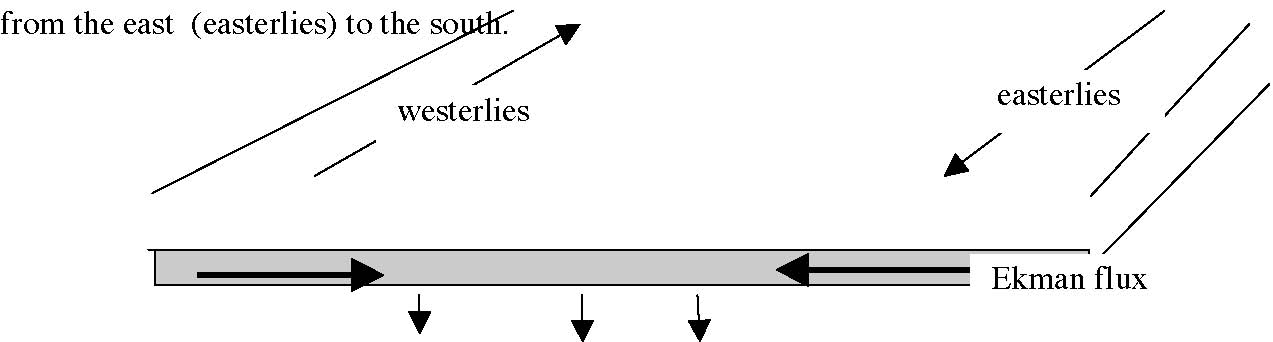 from the east (easterlies) to the south.
westerlies
easterlies
Ekman flux